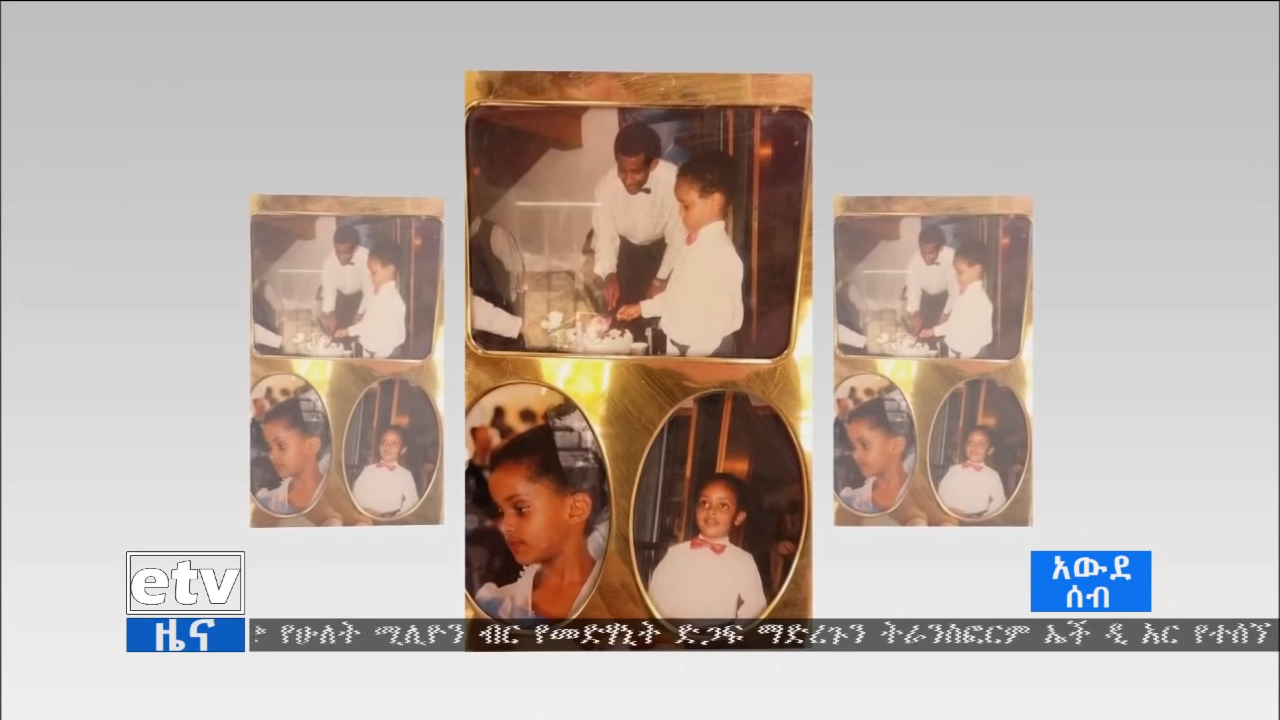 etv
አውደ
ሰብ
ዜና
የሁለት ሚሊዮን ብር የመድሃኒት ድጋፍ ማድረጉን ትራንስፎርም ኤች ዲ አር የተሰኘ